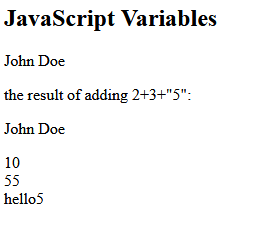 JavaScript Variables
John Doe
the result of adding 2+3+"5":
John Doe
10
55
hello5